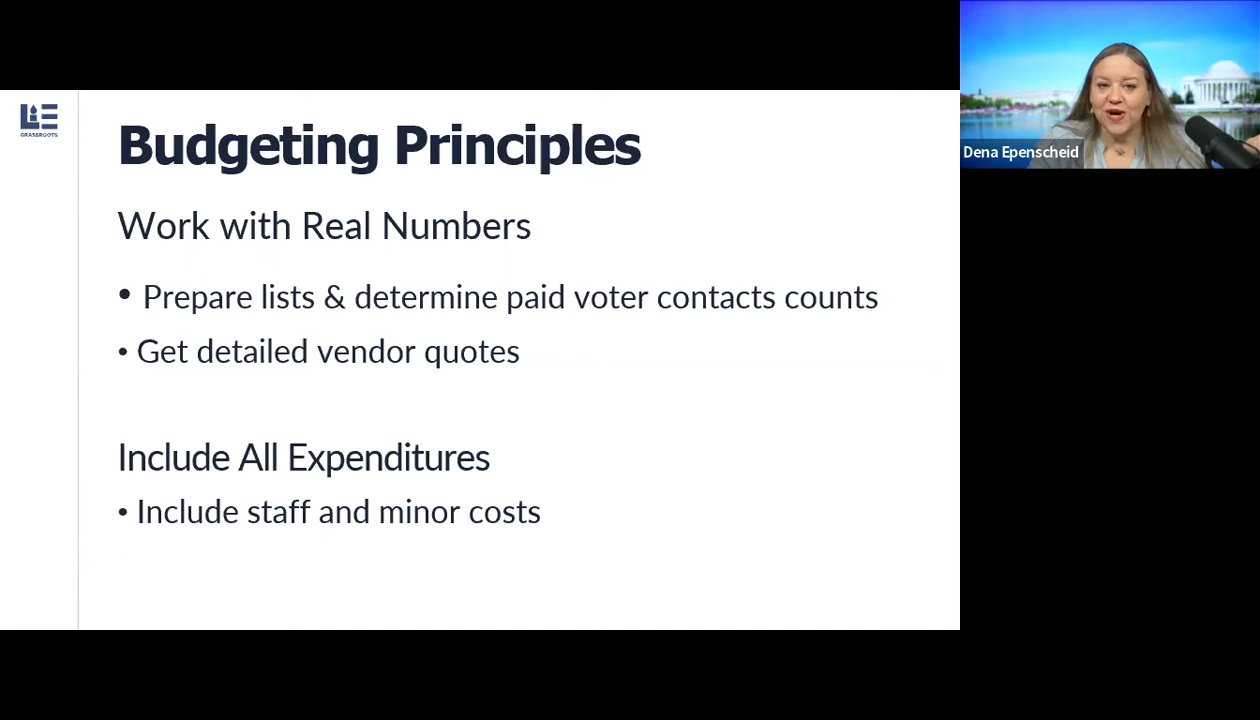 GRASSROOTS
Budgeting Principles
Work with Real Numbers
• Prepare lists & determine paid voter contacts counts
• Get detailed vendor quotes
Include All Expenditures
• Include staff and minor costs
Dena Epenscheid